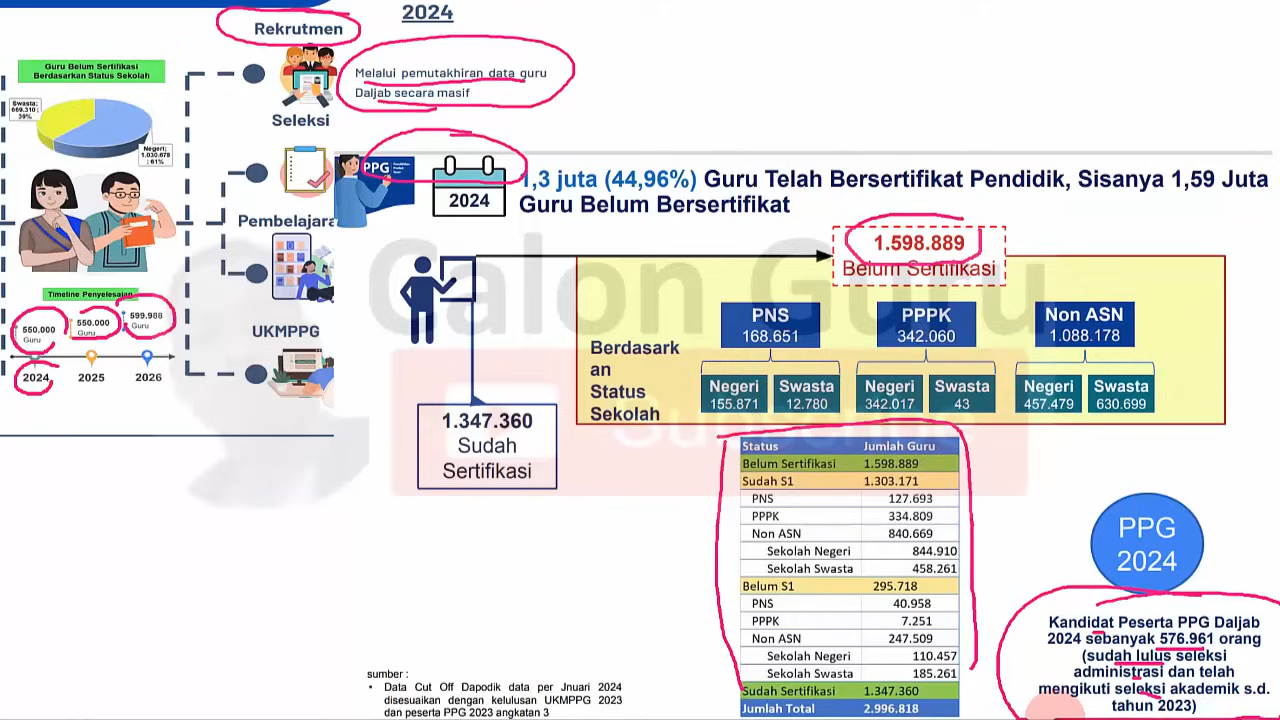 2024
Rekrutmen
Guru Belum Sertifikasi
Berdasarkan Status Sekolah
Swasta;
669.310;
39%
Negeri;
1.030.678
; 61%
Melalui pemutakhiran data guru
Daljab secara masif
Seleksi
Pembelajara
UKMPPG
Timeline Penyelesaian
550.000
Guru
550.000
Guru
599.988
Guru
2024
2025
2026
PPG
2024
1,3 juta (44,96%) Guru Telah Bersertifikat Pendidik, Sisanya 1,59 Juta
Guru Belum Bersertifikat
Calon Guru
Subscribe
1.598.889
Belum Sertifikasi
Berdasark
an
Status
Sekolah
PNS
168.651
PPPK
342.060
Non ASN
1.088.178
Negeri
155.871
Swasta
12.780
Negeri
342.017
Swasta
43
Negeri
457.479
Swasta
630.699
1.347.360
Sudah
Sertifikasi
Status Jumlah Guru
Belum Sertifikasi 1.598.889
Sudah S1 1.303.171
PNS 127.693
PPPK 334.809
Non ASN 840.669
Sekolah Negeri 844.910
Sekolah Swasta 458.261
Belum S1 295.718
PNS 40.958
PPPK 7.251
Non ASN 247.509
Sekolah Negeri 110.457
Sekolah Swasta 185.261
Sudah Sertifikasi 1.347.360
Jumlah Total 2.996.818
PPG
2024
Kandidat Peserta PPG Daljab
2024 sebanyak 576.961 orang
(sudah lulus seleksi
administrasi dan telah
mengikuti seleksi akademik s.d.
tahun 2023)
sumber :
• Data Cut Off Dapodik data per Jnuari 2024
disesuaikan dengan kelulusan UKMPPG 2023
dan peserta PPG 2023 angkatan 3